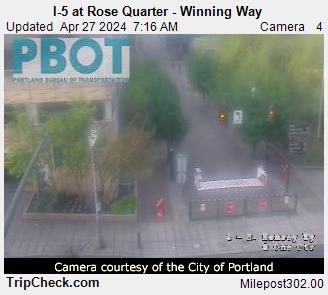 I-5 at Rose Quarter - Winning Way
Updated Apr 27 2024 7:16 AM Camera 4
PBOT
PORTLAND BUREAU OF TRANSPORTATION
Camera courtesy of the City of Portland
TripCheck.com Milepost302.00